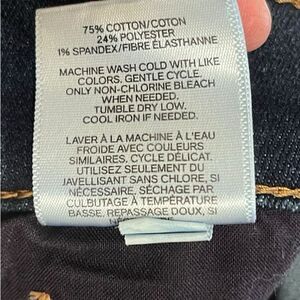 75% COTTON/COTON
24% POLYESTER
1% SPANDEX/FIBRE ÉLASTHANNE
MACHINE WASH COLD WITH LIKE
COLORS. GENTLE CYCLE.
ONLY NON-CHLORINE BLEACH
WHEN NEEDED.
TUMBLE DRY LOW.
COOL IRON IF NEEDED.
LAVER À LA MACHINE À L'EAU
FROIDE AVEC COULEURS
SIMILAIRES, CYCLE DÉLICAT.
UTILISEZ SEULEMENT DU
JAVELLISANT SANS CHLORE, SI
NÉCESSAIRE, SÉCHAGE PAR
CULBUTAGE À TEMPÉRATURE
BASSE. REPASSAGE DOUX, SI